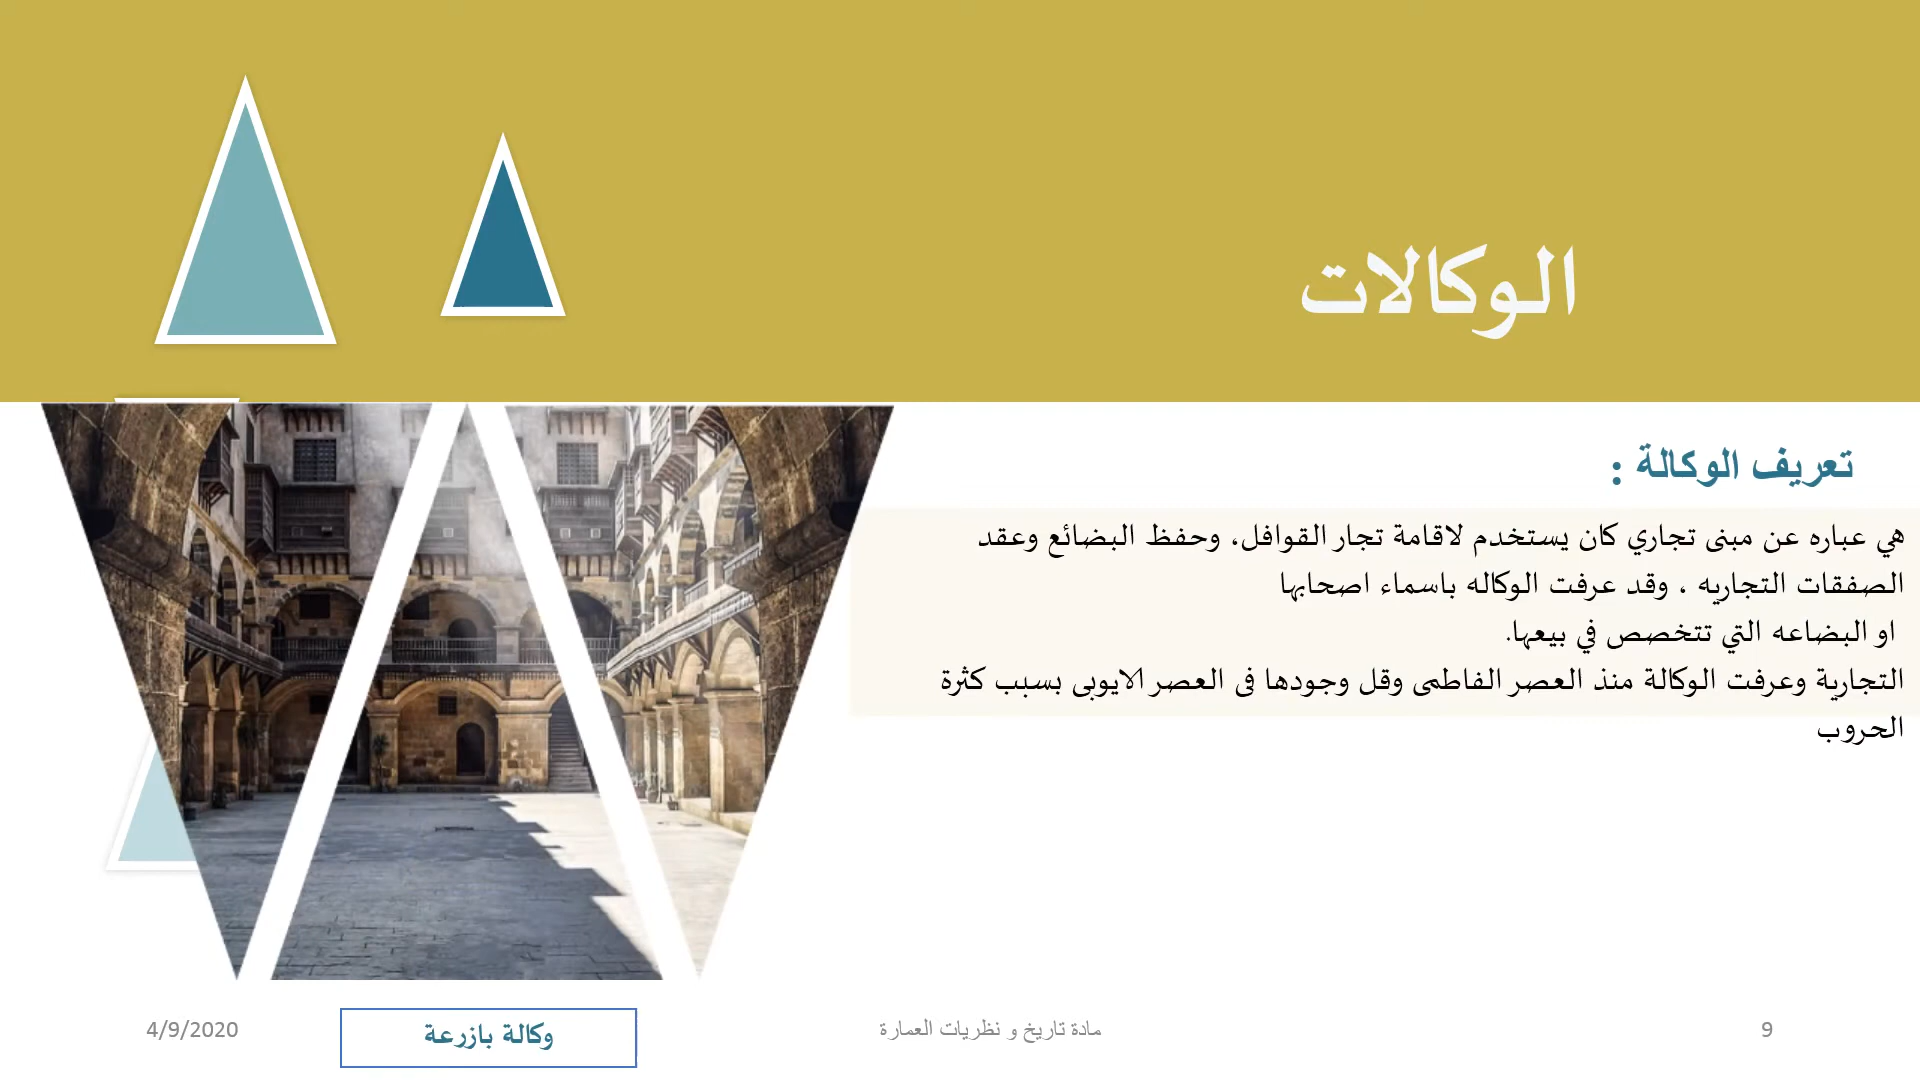 الوكالات
تعريف الوكالة :
هي عباره عن مبنى تجاري كان يستخدم لاقامة تجار القوافل، وحفظ البضائع وعقد
الصفقات التجاريه ، وقد عرفت الوكاله باسماء اصحابها
او البضاعه التي تتخصص في بيعها.
التجارية وعرفت الوكالة منذ العصر الفاطمى وقل وجودها فى العصر الايوبى بسبب كثرة
الحروب
4/9/2020
وكالة بازرعة
مادة تاريخ و نظريات العمارة
9